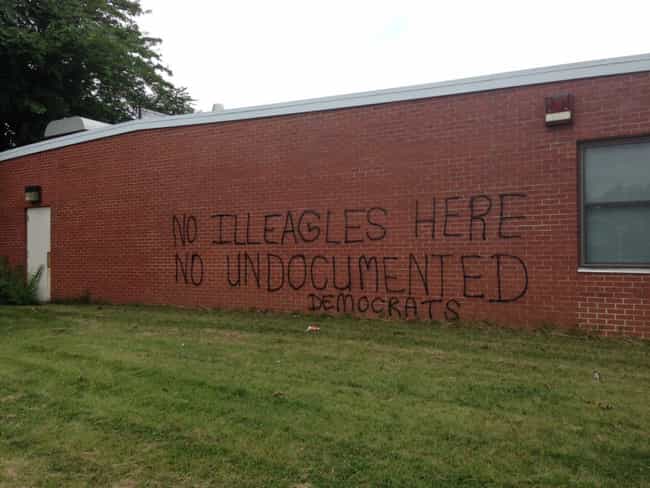 NO ILLEAGLES HERE
NO UNDOCUMENTED
DEMOCRATS